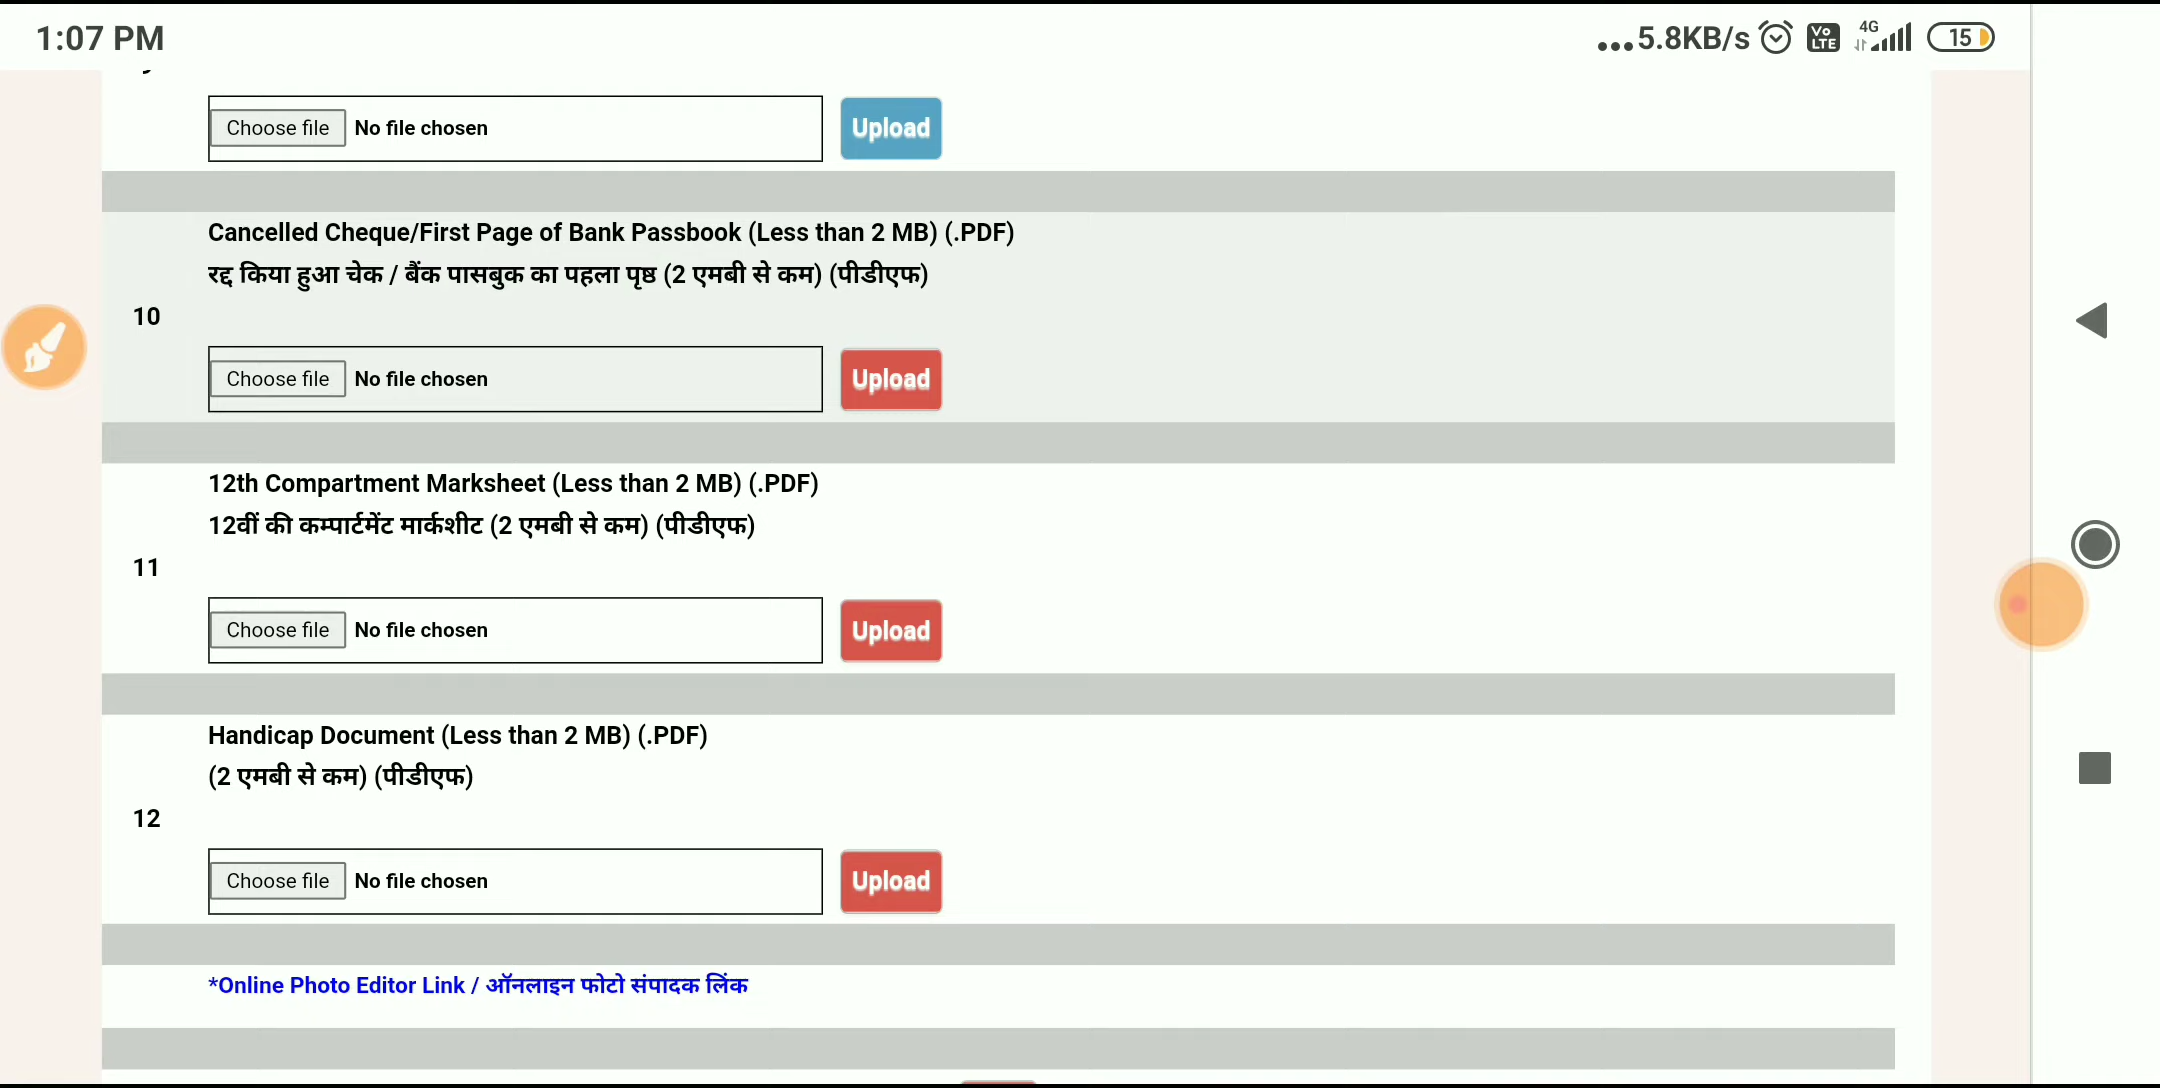 1:07 PM
...5.8KB/s Vo LTE 4G 15
Choose file No file chosen Upload
Cancelled Cheque/First Page of Bank Passbook (Less than 2 MB) (.PDF)
रद्द किया हुआ चेक / बैंक पासबुक का पहला पृष्ठ (2 एमबी से कम) (पीडीएफ)
10
Choose file No file chosen Upload
12th Compartment Marksheet (Less than 2 MB) (.PDF)
12वीं की कम्पार्टमेंट मार्कशीट (2 एमबी से कम) (पीडीएफ)
11
Choose file No file chosen Upload
Handicap Document (Less than 2 MB) (.PDF)
(2 एमबी से कम) (पीडीएफ)
12
Choose file No file chosen Upload
*Online Photo Editor Link / ऑनलाइन फोटो संपादक लिंक